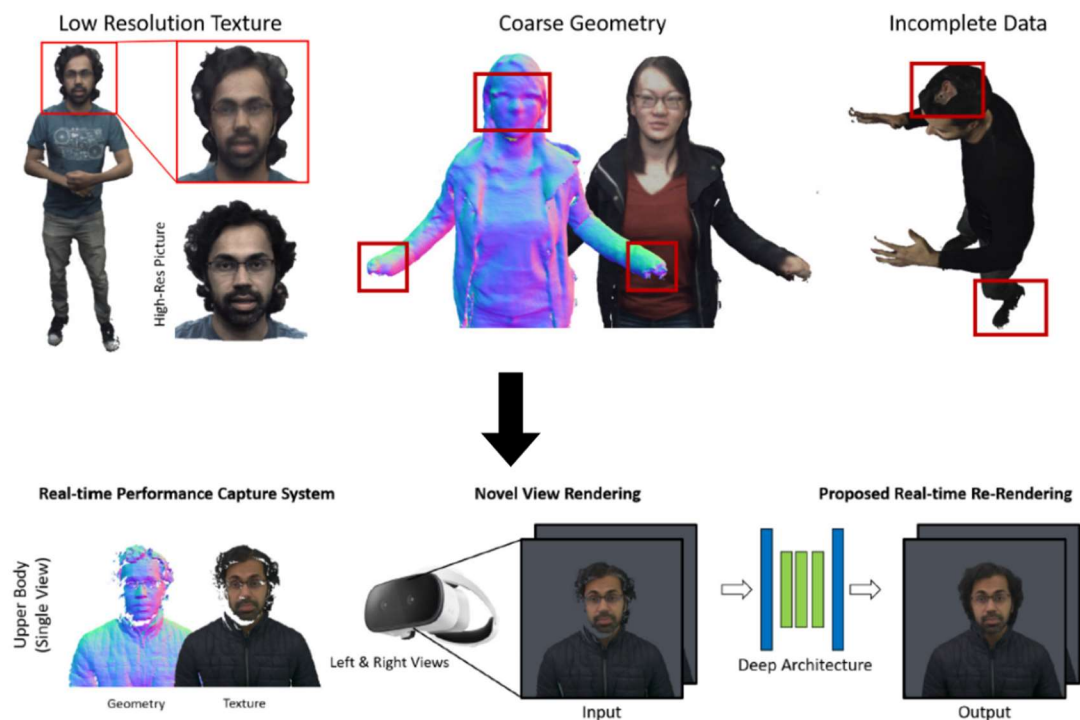 Low Resolution Texture
Coarse Geometry
Incomplete Data
High-Res Picture
Real-time Performance Capture System
Novel View Rendering
Proposed Real-time Re-Rendering
Upper Body
(Single View)
Left & Right Views
Deep Architecture
Geometry
Texture
Input
Output